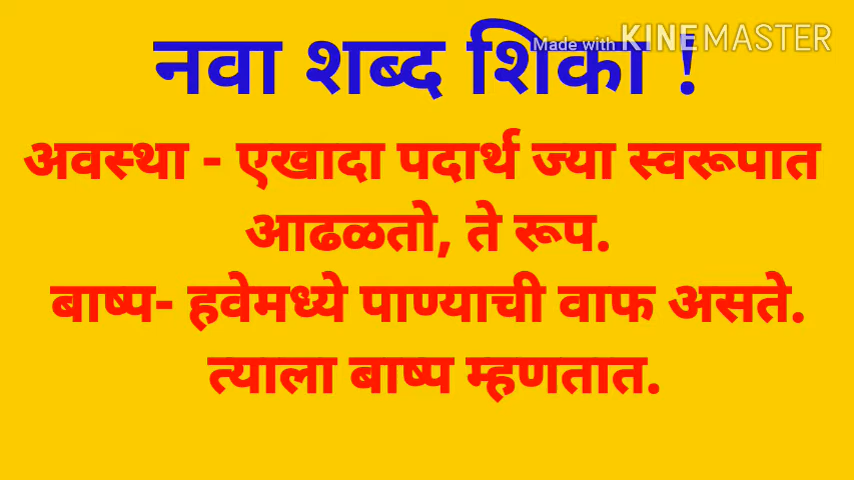 नवा शब्द शिका !
Made with KINEMASTER
अवस्था - एखादा पदार्थ ज्या स्वरूपात
आढळतो, ते रूप.
बाष्प- हवेमध्ये पाण्याची वाफ असते.
त्याला बाष्प म्हणतात.